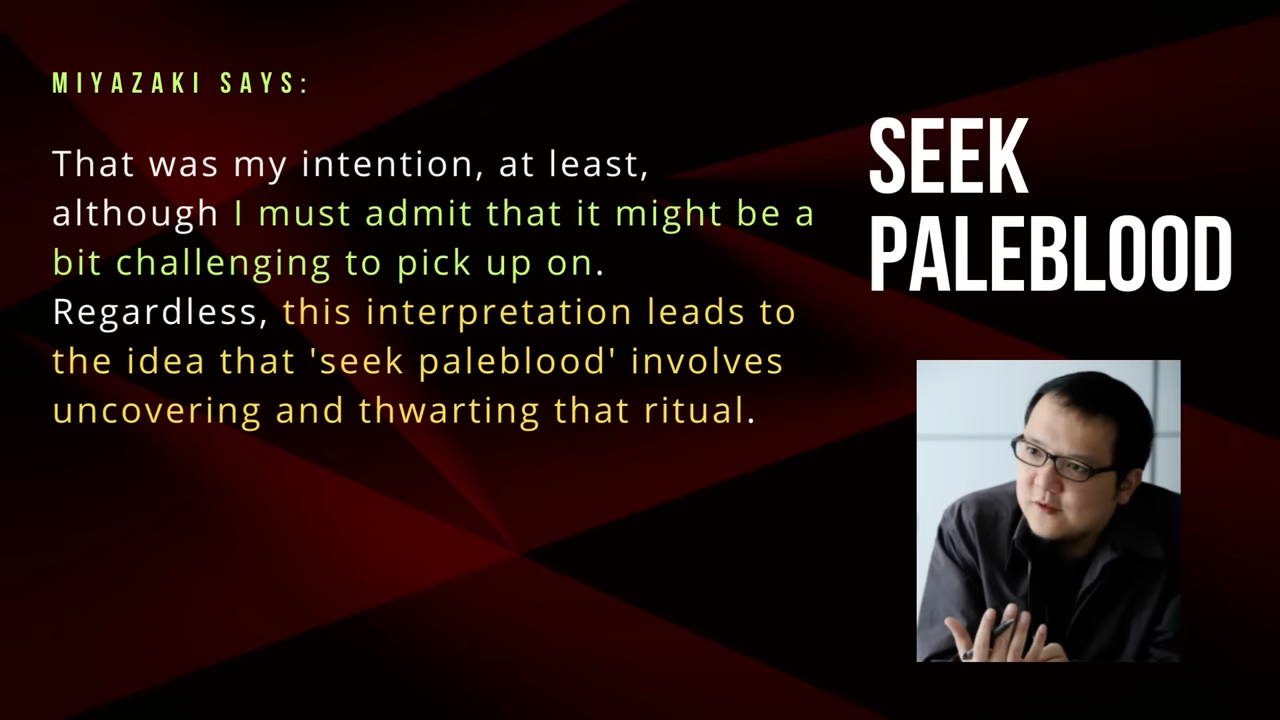 MIYAZAKI SAYS:
That was my intention, at least,
although I must admit that it might be a
bit challenging to pick up on.
Regardless, this interpretation leads to
the idea that 'seek paleblood' involves
uncovering and thwarting that ritual.
SEEK
PALEBLOOD